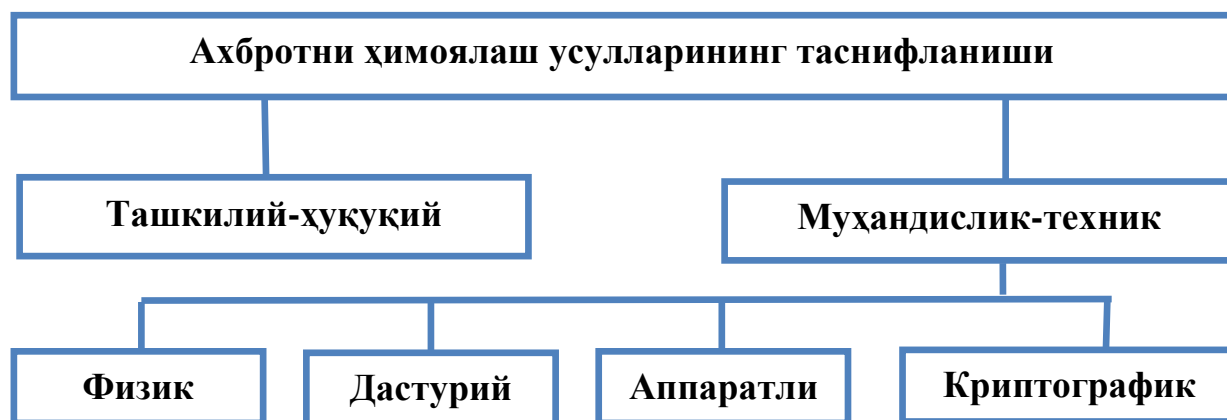 Ахбротни ҳимоялаш усулларининг таснифланиши
Ташкилий-ҳуқуқий
Муҳандислик-техник
Физик
Дастурий
Аппаратли
Криптографик